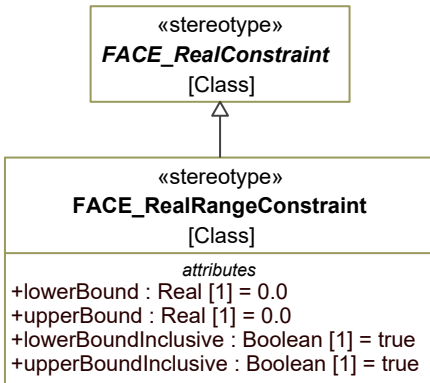 «stereotype»
FACE_RealConstraint
[Class]
«stereotype»
FACE_RealRangeConstraint
[Class]
attributes
+lowerBound : Real [1] = 0.0
+upperBound : Real [1] = 0.0
+lowerBoundInclusive : Boolean [1] = true
+upperBoundInclusive : Boolean [1] = true